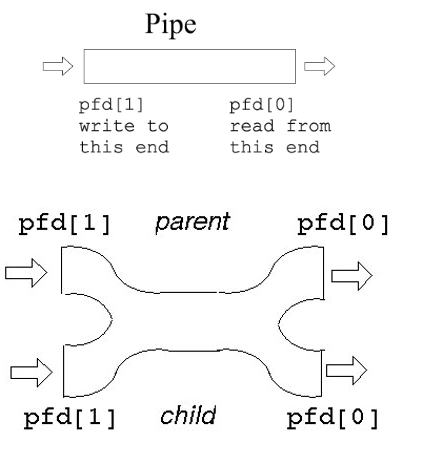 Pipe
pfd[1] pfd[0]
write to read from
this end this end
pfd[1] parent pfd[0]
pfd[1] child pfd[0]